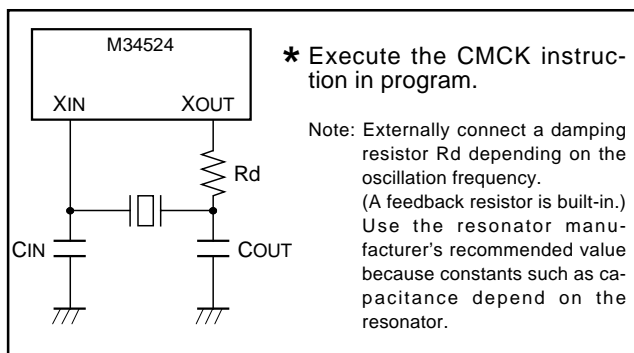 M34524
XIN XOUT
Rd
CIN COUT
* Execute the CMCK instruc-
tion in program.
Note: Externally connect a damping
resistor Rd depending on the
oscillation frequency.
(A feedback resistor is built-in.)
Use the resonator manu-
facturer's recommended value
because constants such as ca-
pacitance depend on the
resonator.